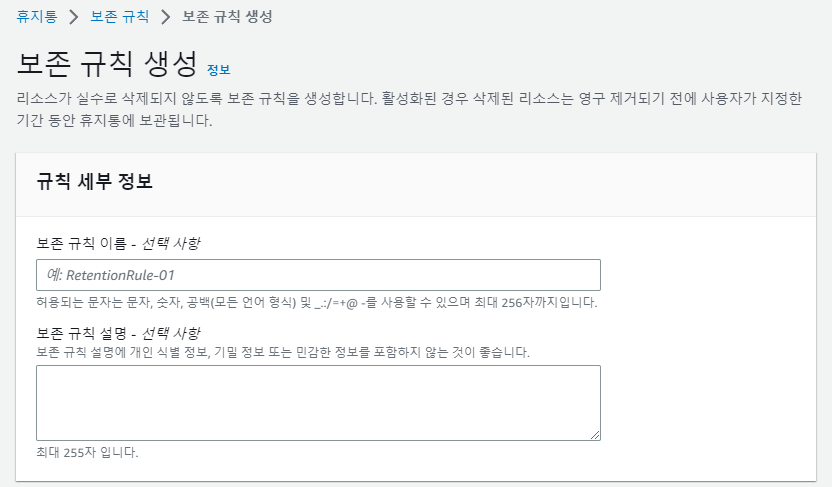 휴지통 > 보존 규칙 > 보존 규칙 생성
보존 규칙 생성 정보
리소스가 실수로 삭제되지 않도록 보존 규칙을 생성합니다. 활성화된 경우 삭제된 리소스는 영구 제거되기 전에 사용자가 지정한
기간 동안 휴지통에 보관됩니다.
규칙 세부 정보
보존 규칙 이름 - 선택 사항
예: RetentionRule-01
허용되는 문자는 문자, 숫자, 공백(모든 언어 형식) 및 _.:/=+@ -를 사용할 수 있으며 최대 256자까지입니다.
보존 규칙 설명 - 선택 사항
보존 규칙 설명에 개인 식별 정보, 기밀 정보 또는 민감한 정보를 포함하지 않는 것이 좋습니다.
최대 255자 입니다.